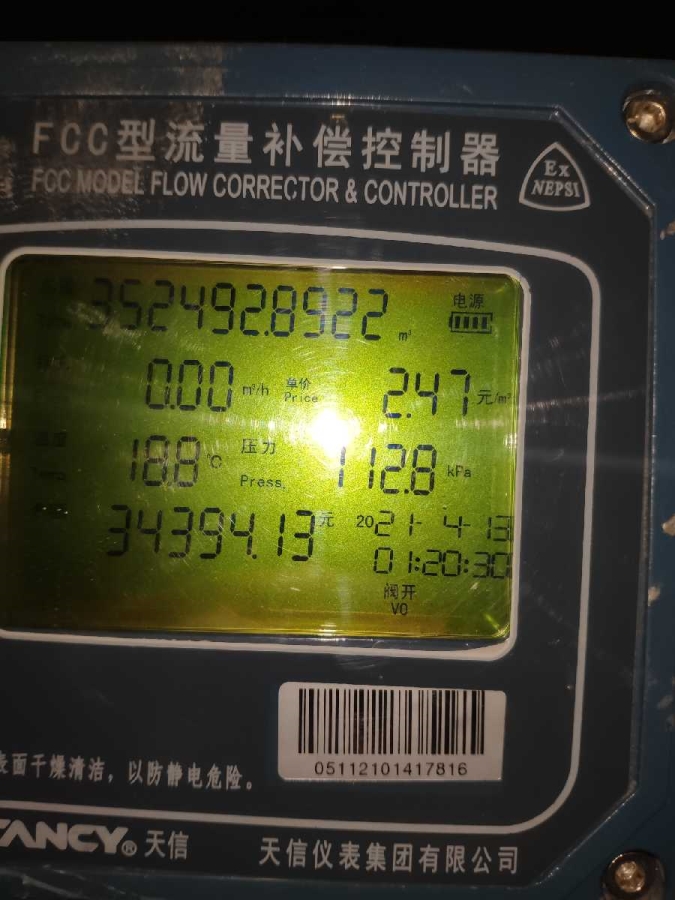 FCC型流量补偿控制器
FCC MODEL FLOW CORRECTOR & CONTROLLER
Ex
NEPSI
3524928922 m³
电源
0.00 m³/h 单价 Price 2.47 元/m³
18.8 ℃ 压力 Press. 112.8 kPa
34394.13 元 2021-4-13
01:20:30
阀开
V0
05112101417816
表面干燥清洁，以防静电危险。
TANCY® 天信 天信仪表集团有限公司